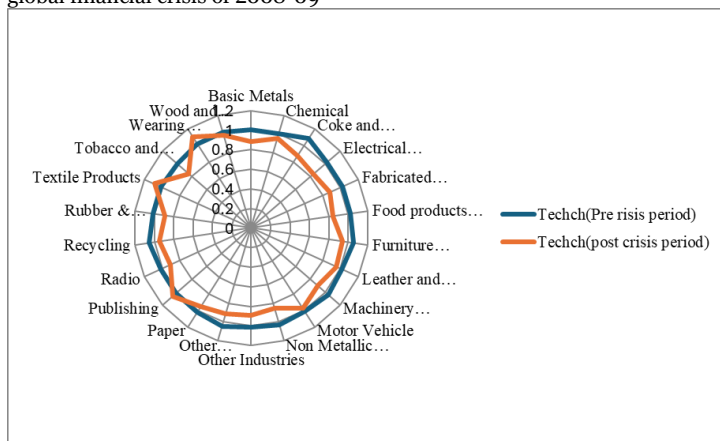 global financial crisis of 2008-09
Basic Metals
Chemical
Coke and…
Electrical…
Fabricated…
Food products…
Furniture…
Leather and…
Machinery…
Motor Vehicle
Non Metallic…
Other Industries
Other…
Paper
Publishing
Radio
Recycling
Rubber &…
Textile Products
Tobacco and…
Wearing…
Wood and…
1.2
1
0.8
0.6
0.4
0.2
0
Techch(Pre risis period)
Techch(post crisis period)